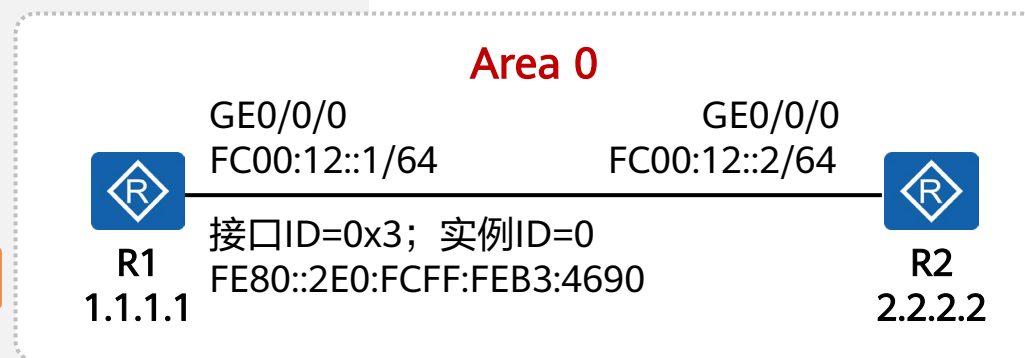 Area 0
GE0/0/0
GE0/0/0
FC00:12::1/64
FC00:12::2/64
R
R
接口ID=0x3；实例ID=0
R1
FE80::2E0:FCFF:FEB3:4690
R2
1.1.1.1
2.2.2.2